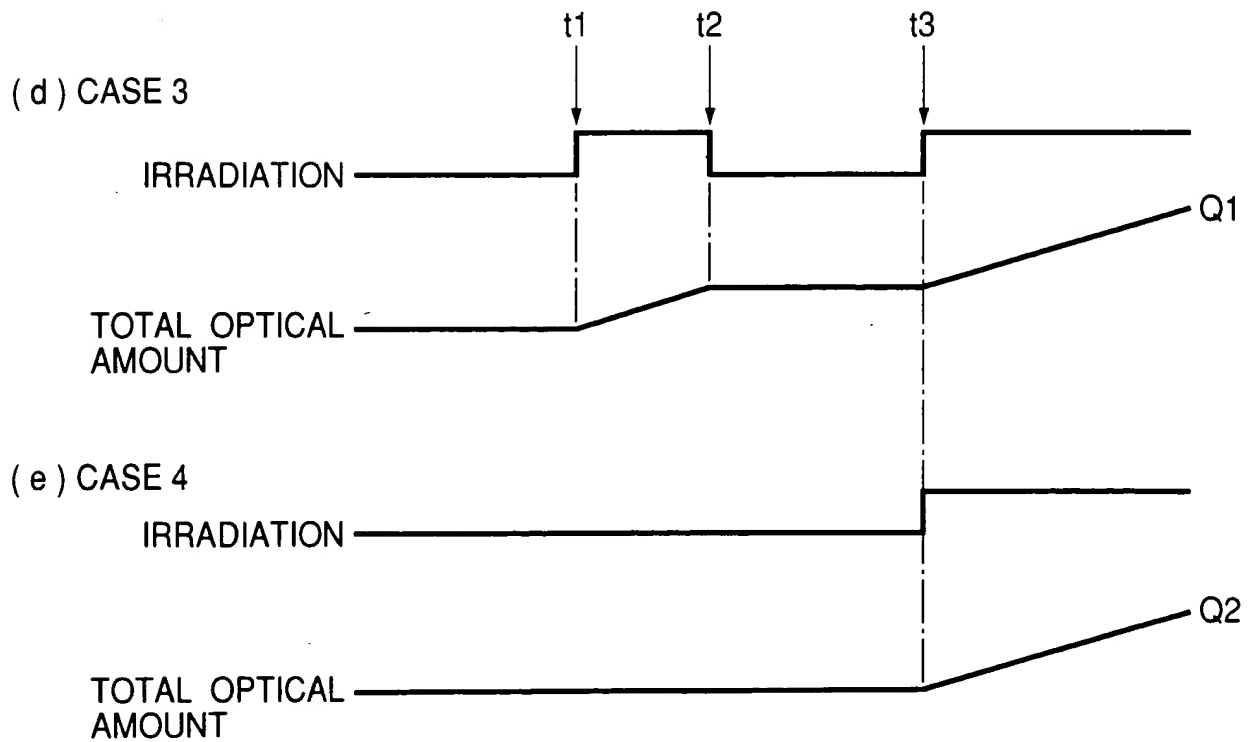 t1 t2 t3
( d ) CASE 3
IRRADIATION
Q1
TOTAL OPTICAL
AMOUNT
( e ) CASE 4
IRRADIATION
Q2
TOTAL OPTICAL
AMOUNT